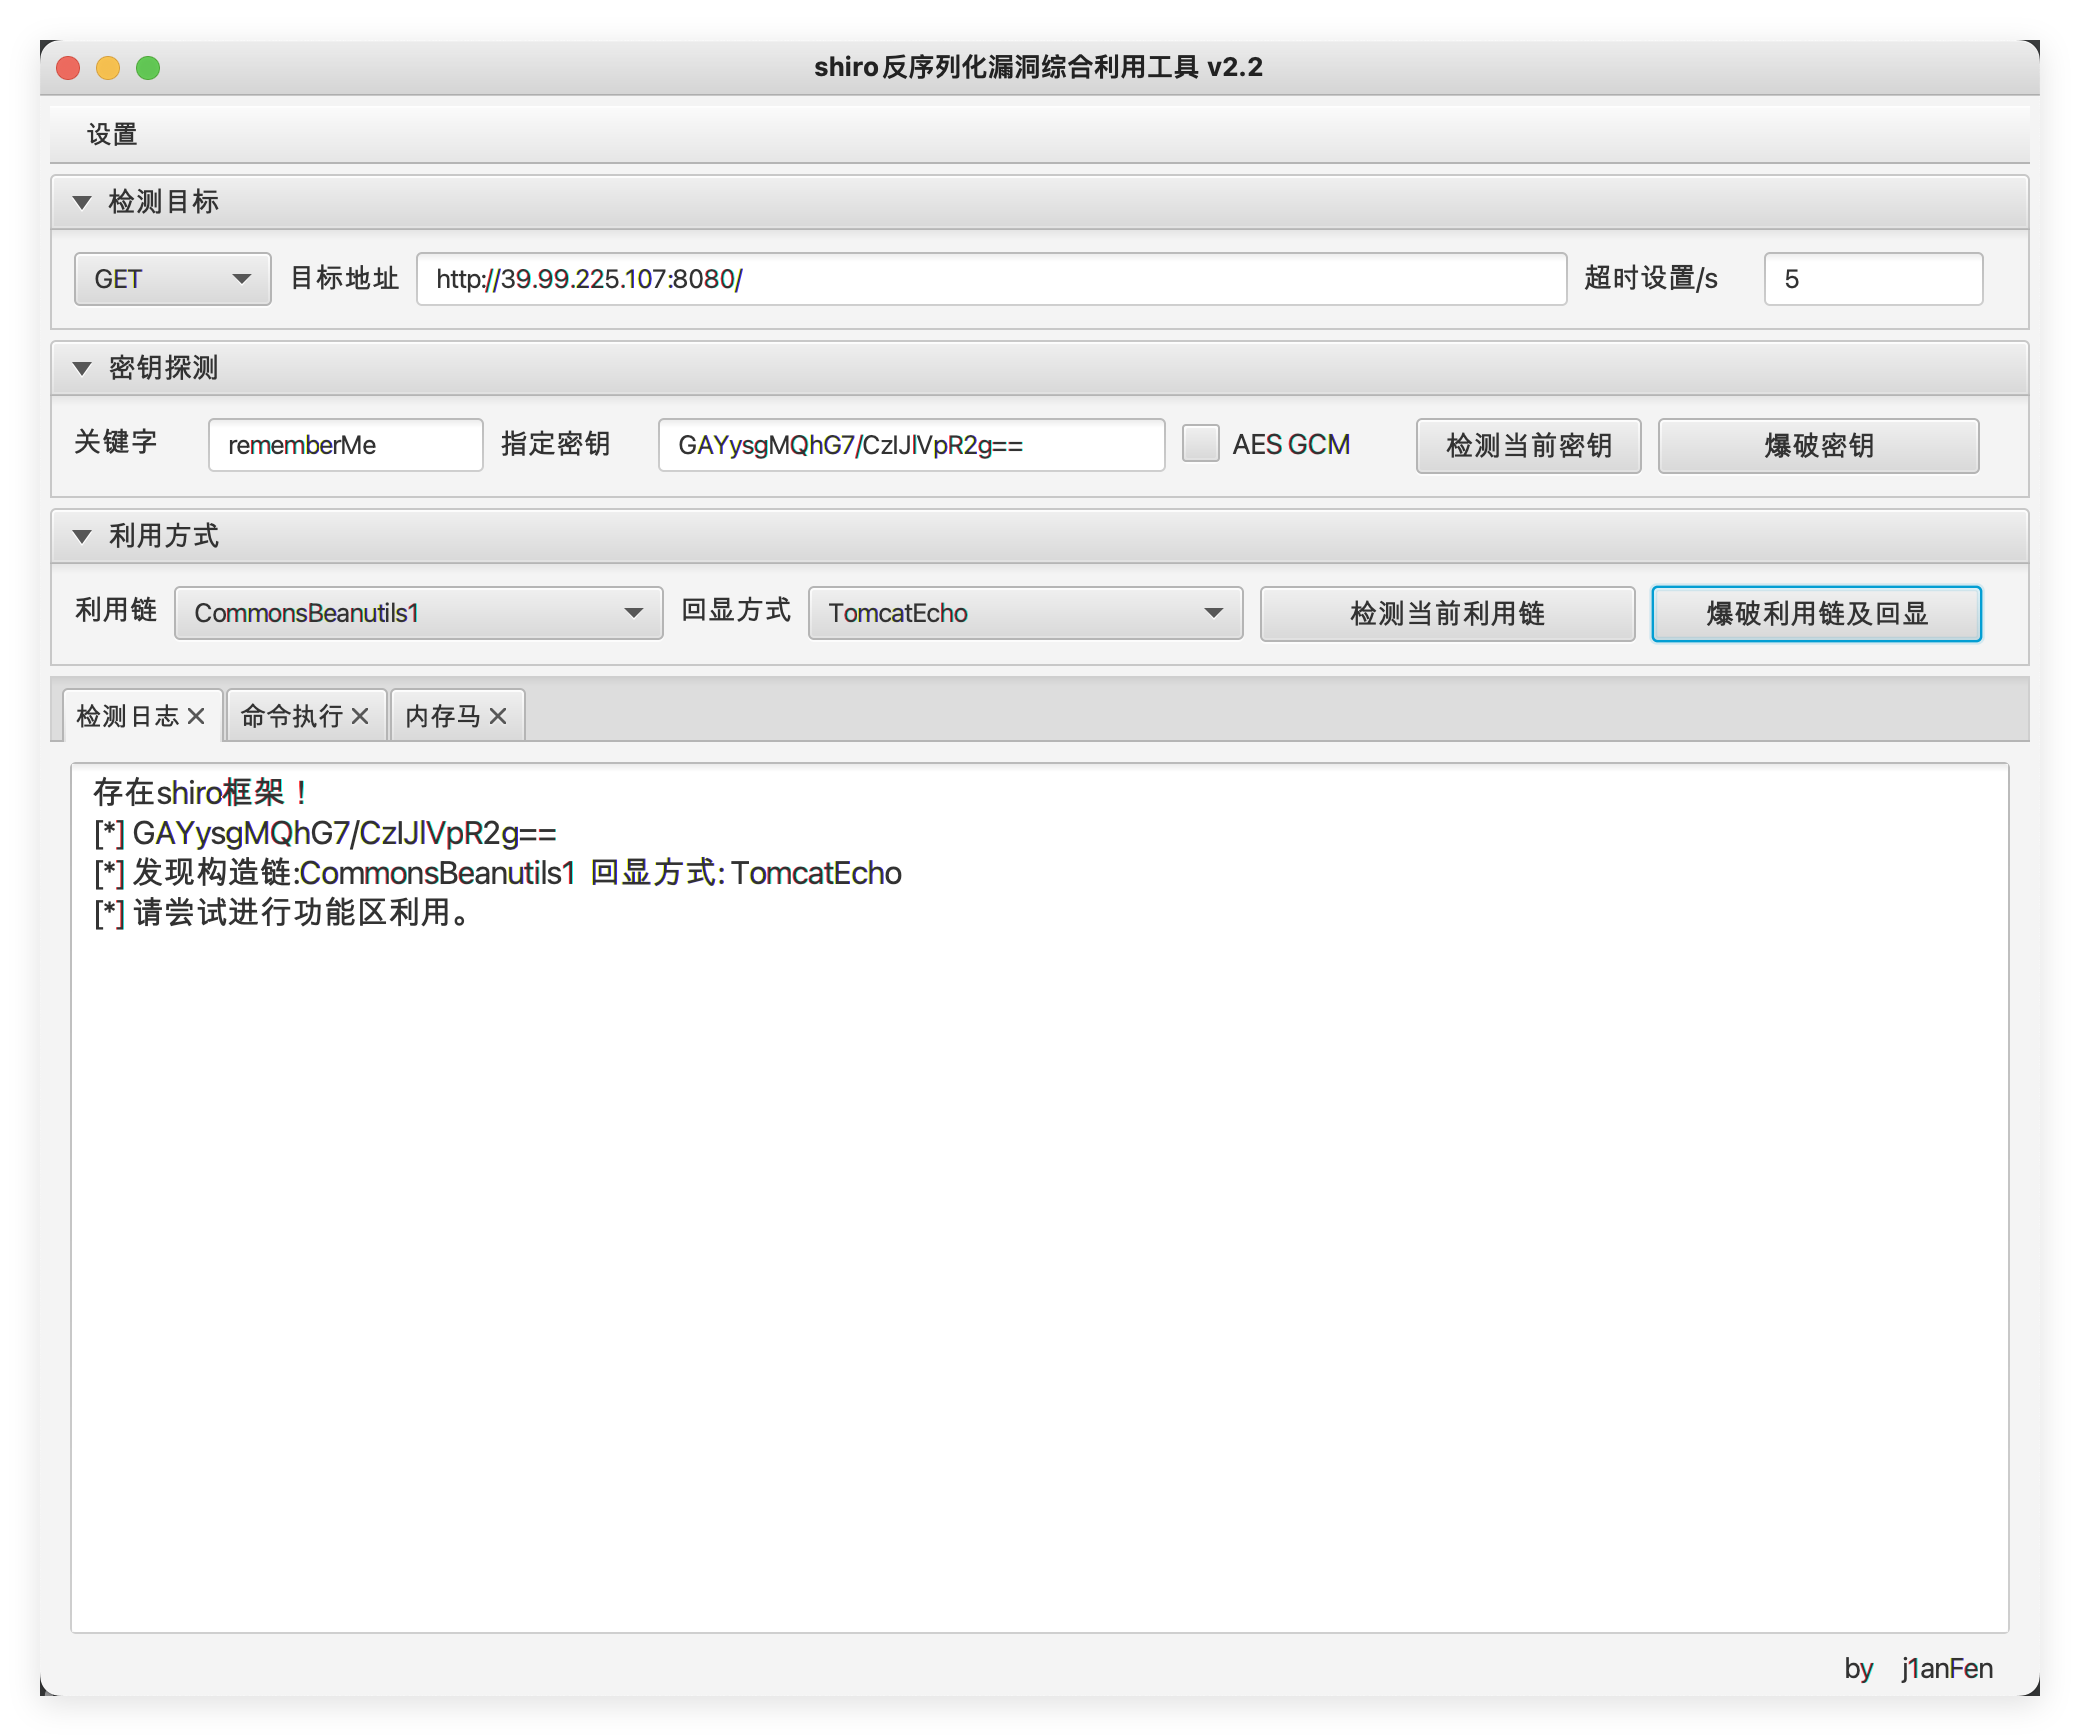 shiro反序列化漏洞综合利用工具 v2.2
设置
检测目标
GET 目标地址 http://39.99.225.107:8080/ 超时设置/s 5
密钥探测
关键字 rememberMe 指定密钥 GAYysgMQhG7/CzIJlVpR2g== AES GCM 检测当前密钥 爆破密钥
利用方式
利用链 CommonsBeanutils1 回显方式 TomcatEcho 检测当前利用链 爆破利用链及回显
检测日志 命令执行 内存马
存在shiro框架！
[*] GAYysgMQhG7/CzIJlVpR2g==
[*] 发现构造链:CommonsBeanutils1 回显方式: TomcatEcho
[*] 请尝试进行功能区利用。
by j1anFen